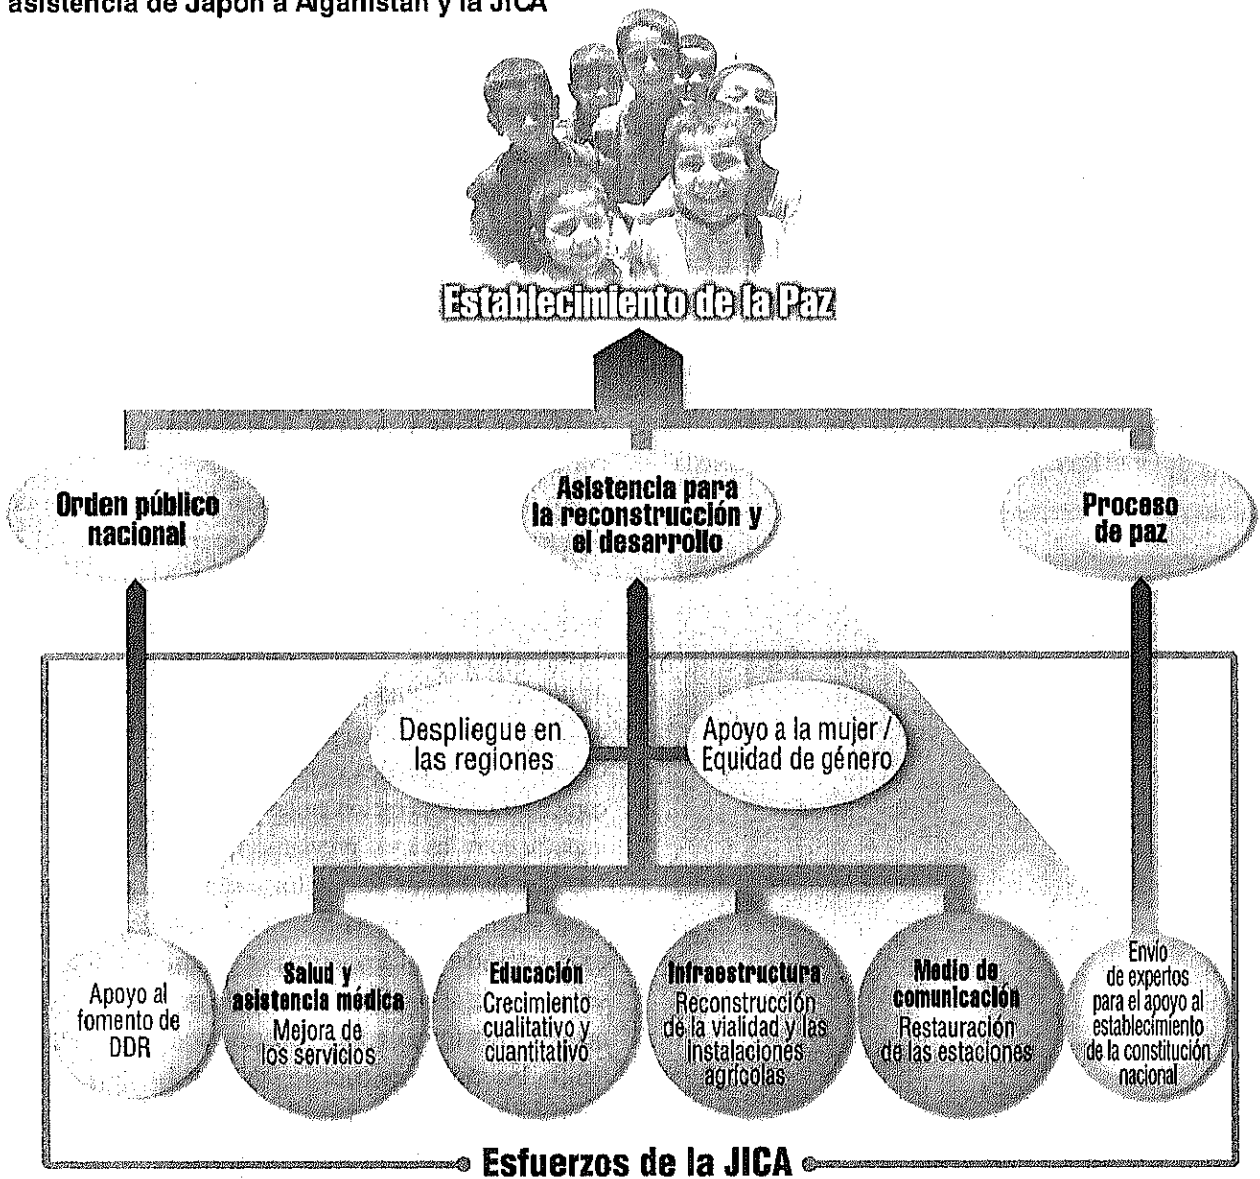 asistencia de Japón a Afganistán y la JICA
Establecimiento de la Paz
Orden público
nacional
Asistencia para
la reconstrucción y
el desarrollo
Proceso
de paz
Despliegue en
las regiones
Apoyo a la mujer /
Equidad de género
Apoyo al
fomento de
DDR
Salud y
asistencia médica
Mejora de
los servicios
Educación
Crecimiento
cualitativo y
cuantitativo
Infraestructura
Reconstrucción
de la vialidad y las
instalaciones
agrícolas
Medio de
comunicación
Restauración
de las estaciones
Envío
de expertos
para el apoyo al
establecimiento
de la constitución
nacional
Esfuerzos de la JICA